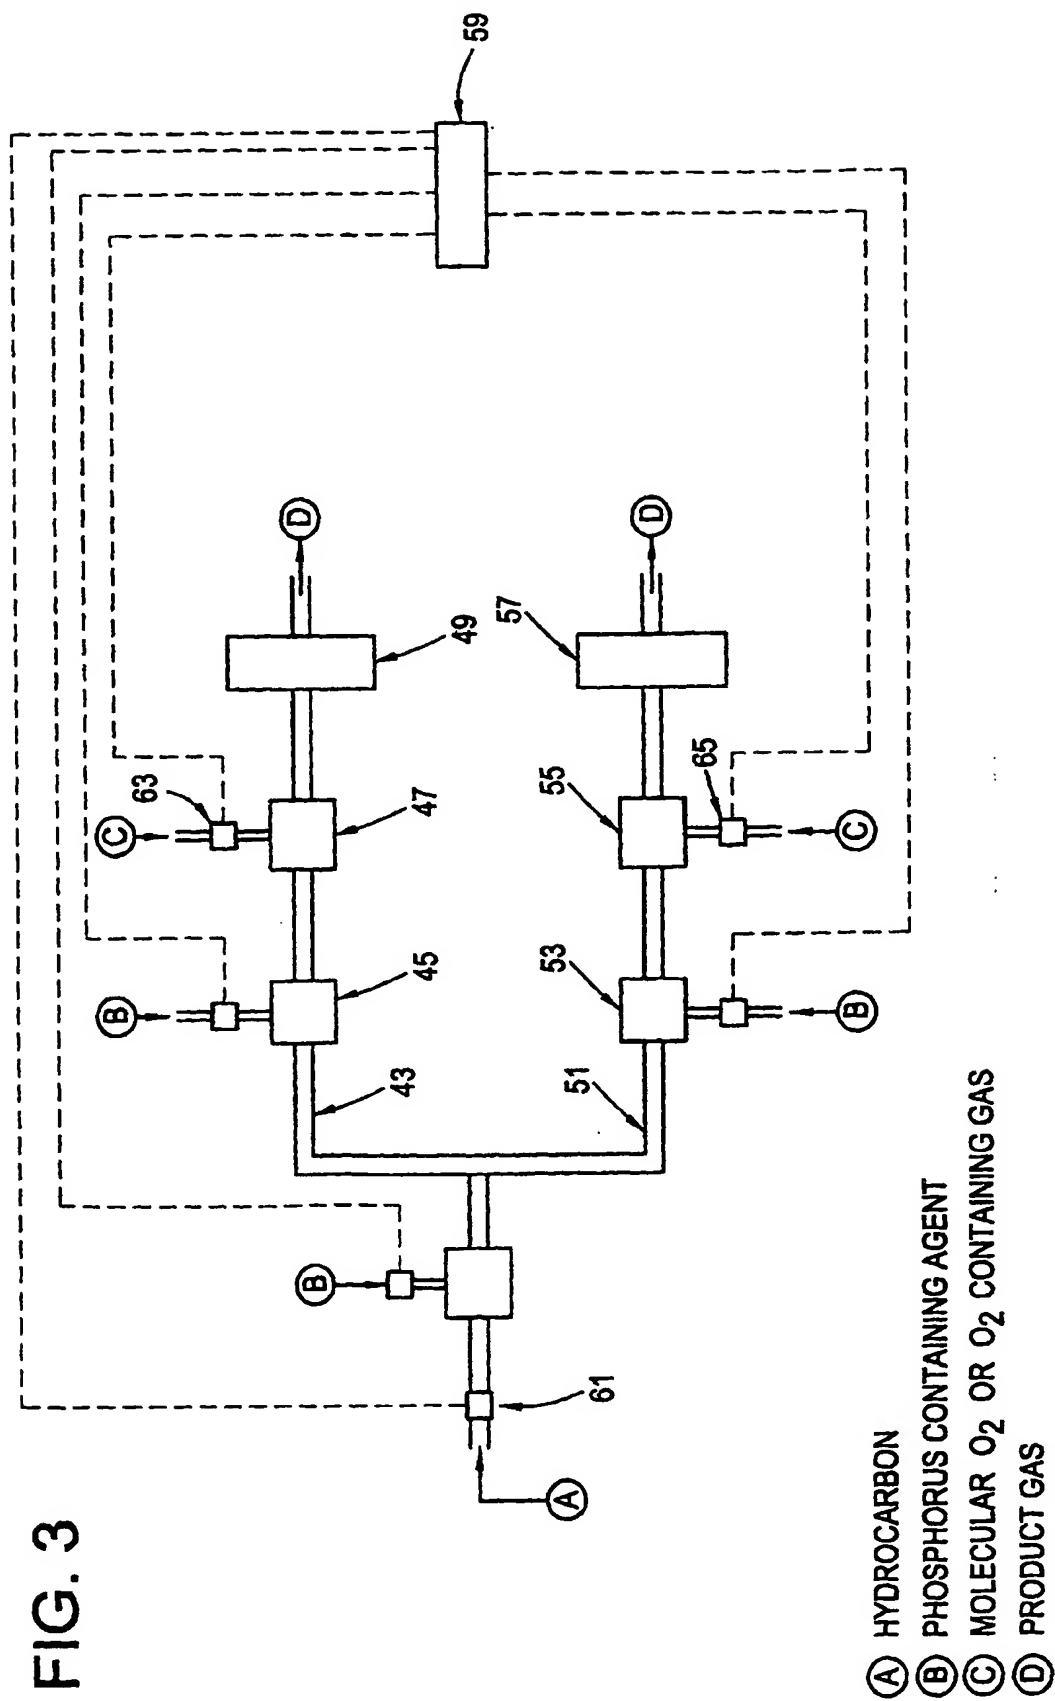 FIG. 3
59
63
C
B
47
45
43
49
D
B
61
A
57
D
55
65
53
51
C
B
A HYDROCARBON
B PHOSPHORUS CONTAINING AGENT
C MOLECULAR O2 OR O2 CONTAINING GAS
D PRODUCT GAS